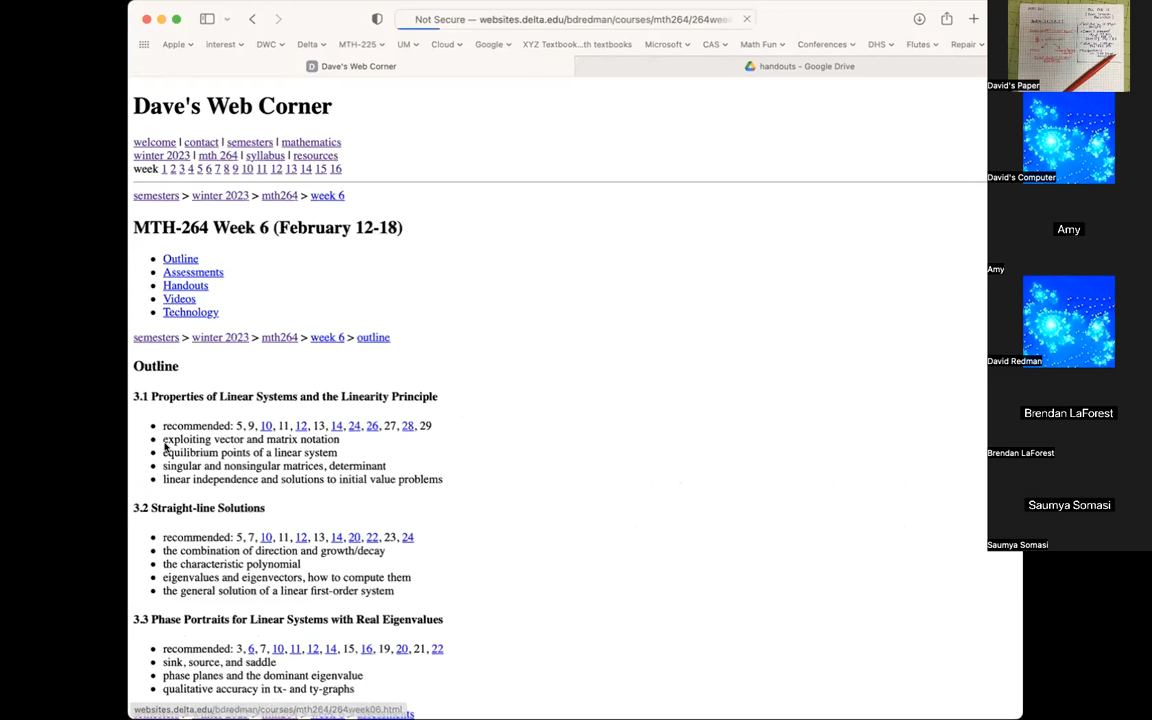 Not Secure — websites.delta.edu/bdredman/courses/mth264/264week
Apple interest DWC Delta MTH-225 UM Cloud Google XYZ Textbook...th textbooks Microsoft CAS Math Fun Conferences DHS Flutes Repair
Dave's Web Corner
handouts - Google Drive
Dave's Web Corner
welcome | contact | semesters | mathematics
winter 2023 | mth 264 | syllabus | resources
week 1 2 3 4 5 6 7 8 9 10 11 12 13 14 15 16
semesters > winter 2023 > mth264 > week 6
MTH-264 Week 6 (February 12-18)
• Outline
• Assessments
• Handouts
• Videos
• Technology
semesters > winter 2023 > mth264 > week 6 > outline
Outline
3.1 Properties of Linear Systems and the Linearity Principle
• recommended: 5, 9, 10, 11, 12, 13, 14, 24, 26, 27, 28, 29
• exploiting vector and matrix notation
• equilibrium points of a linear system
• singular and nonsingular matrices, determinant
• linear independence and solutions to initial value problems
3.2 Straight-line Solutions
• recommended: 5, 7, 10, 11, 12, 13, 14, 20, 22, 23, 24
• the combination of direction and growth/decay
• the characteristic polynomial
• eigenvalues and eigenvectors, how to compute them
• the general solution of a linear first-order system
3.3 Phase Portraits for Linear Systems with Real Eigenvalues
• recommended: 3, 6, 7, 10, 11, 12, 14, 15, 16, 19, 20, 21, 22
• sink, source, and saddle
• phase planes and the dominant eigenvalue
• qualitative accuracy in tx- and ty-graphs
websites.delta.edu/bdredman/courses/mth264/264week06.html
David's Paper
David's Computer
Amy
Amy
David Redman
Brendan LaForest
Brendan LaForest
Saumya Somasi
Saumya Somasi